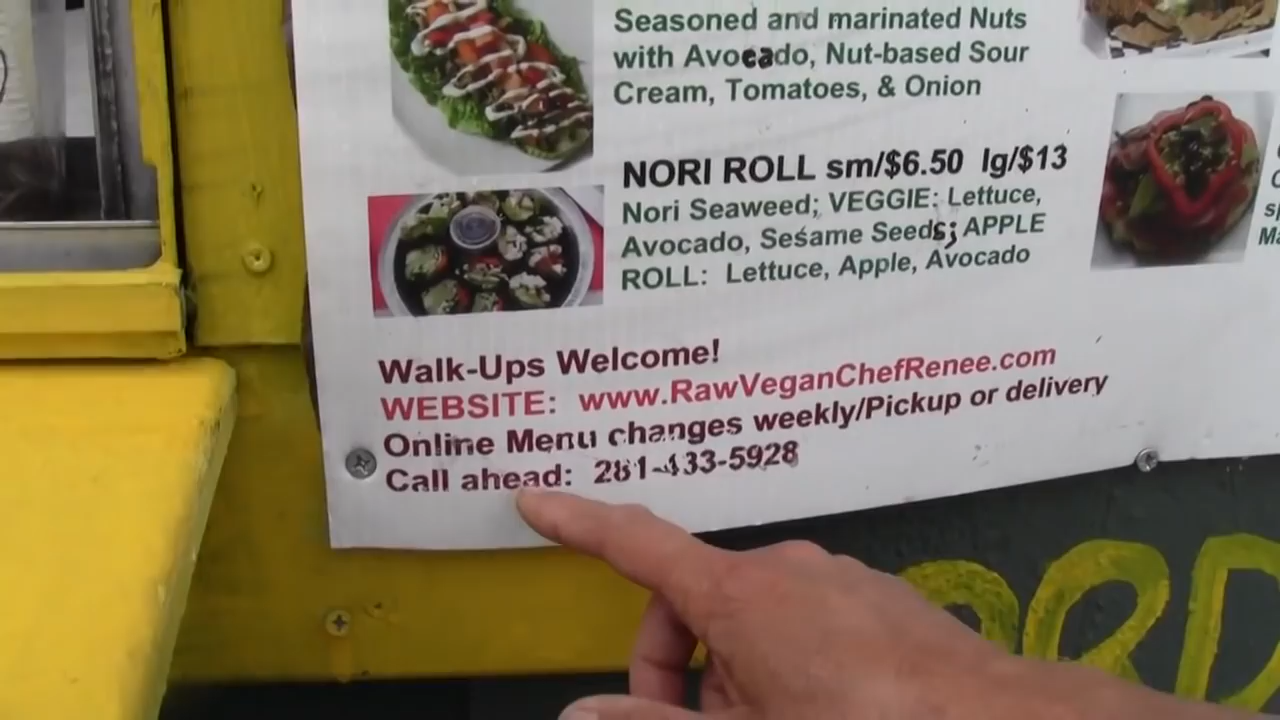 Seasoned and marinated Nuts
with Avocado, Nut-based Sour
Cream, Tomatoes, & Onion
NORI ROLL sm/$6.50 lg/$13
Nori Seaweed; VEGGIE: Lettuce,
Avocado, Sesame Seeds; APPLE
ROLL: Lettuce, Apple, Avocado
Walk-Ups Welcome!
WEBSITE: www.RawVeganChefRenee.com
Online Menu changes weekly/Pickup or delivery
Call ahead: 281-433-5928